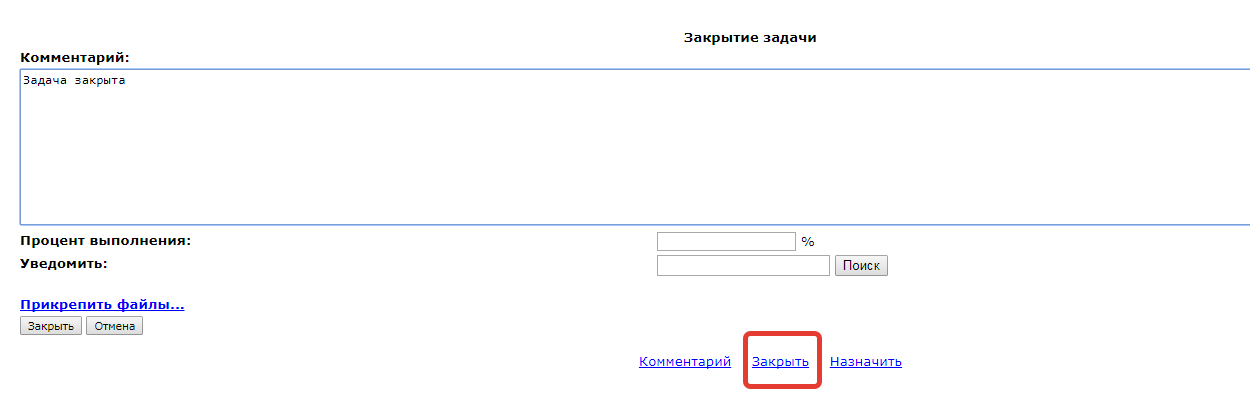 Закрытие задачи
Комментарий:
Задача закрыта
Процент выполнения: %
Уведомить: Поиск
Прикрепить файлы...
Закрыть Отмена
Комментарий Закрыть Назначить